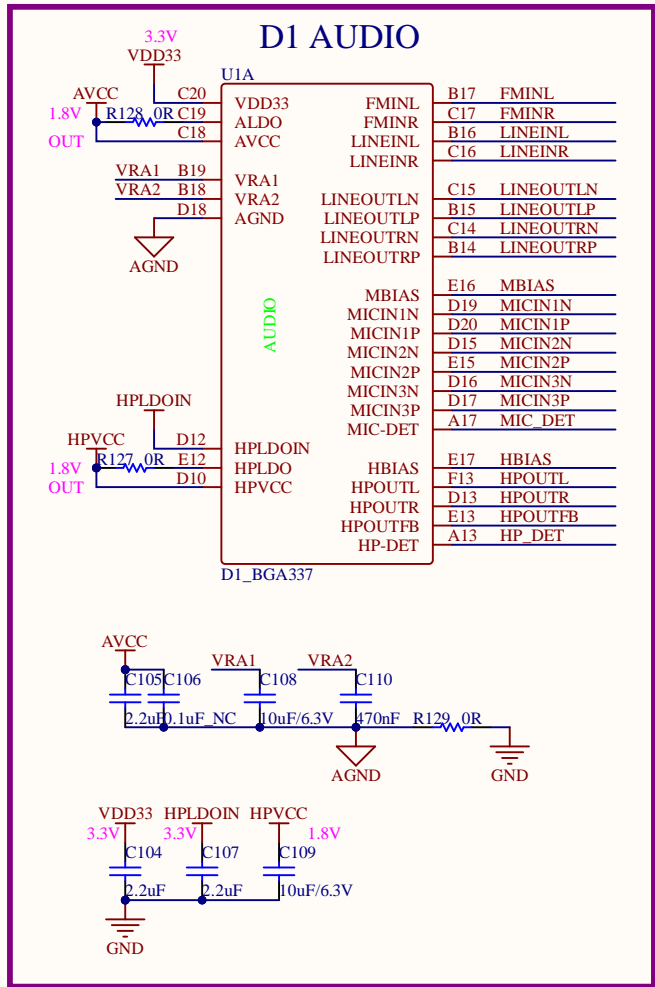 D1 AUDIO
3.3V
VDD33
U1A
AVCC
1.8V
OUT
R128 0R
C20 VDD33 FMINL B17 FMINL
C19 ALDO FMINR C17 FMINR
C18 AVCC LINEINL B16 LINEINL
LINEINR C16 LINEINR
VRA1 B19 VRA1
VRA2 B18 VRA2 LINEOUTLN C15 LINEOUTLN
D18 AGND LINEOUTLP B15 LINEOUTLP
LINEOUTRN C14 LINEOUTRN
LINEOUTRP B14 LINEOUTRP
AGND
AUDIO
MBIAS E16 MBIAS
MICIN1N D19 MICIN1N
MICIN1P D20 MICIN1P
MICIN2N D15 MICIN2N
MICIN2P E15 MICIN2P
MICIN3N D16 MICIN3N
MICIN3P D17 MICIN3P
MIC-DET A17 MIC_DET
HPLDOIN
HPVCC
1.8V
OUT
R127 0R
D12 HPLDOIN
E12 HPLDO HBIAS E17 HBIAS
D10 HPVCC HPOUTL F13 HPOUTL
HPOUTR D13 HPOUTR
HPOUTFB E13 HPOUTFB
HP-DET A13 HP_DET
D1_BGA337
AVCC
VRA1 VRA2
C105 C106 C108 C110
2.2uF 0.1uF_NC 10uF/6.3V 470nF R129 0R
AGND GND
VDD33 HPLDOIN HPVCC
3.3V 3.3V 1.8V
C104 C107 C109
2.2uF 2.2uF 10uF/6.3V
GND